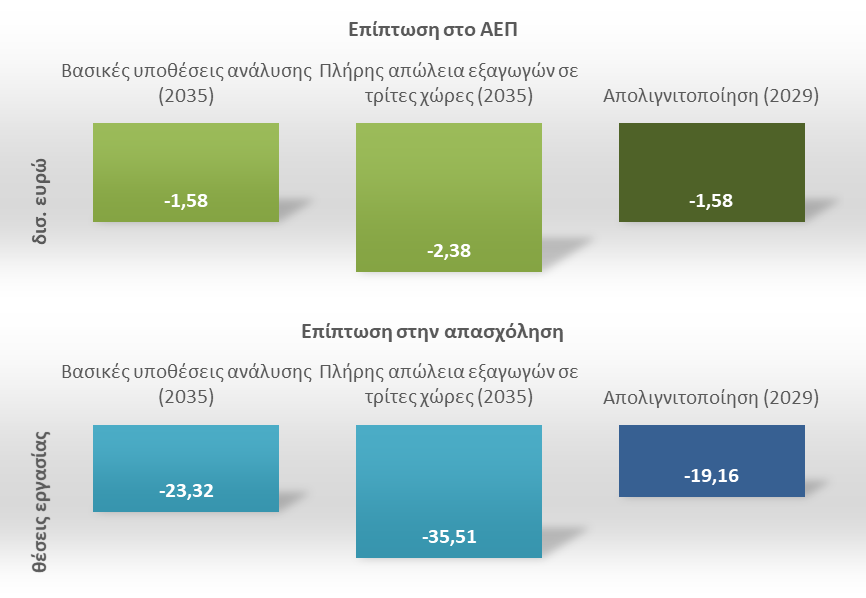 Επίπτωση στο ΑΕΠ
Βασικές υποθέσεις ανάλυσης (2035)
Πλήρης απώλεια εξαγωγών σε τρίτες χώρες (2035)
Απολιγνιτοποίηση (2029)
δισ. ευρώ
-1,58
-2,38
-1,58
Επίπτωση στην απασχόληση
Βασικές υποθέσεις ανάλυσης (2035)
Πλήρης απώλεια εξαγωγών σε τρίτες χώρες (2035)
Απολιγνιτοποίηση (2029)
θέσεις εργασίας
-23,32
-35,51
-19,16